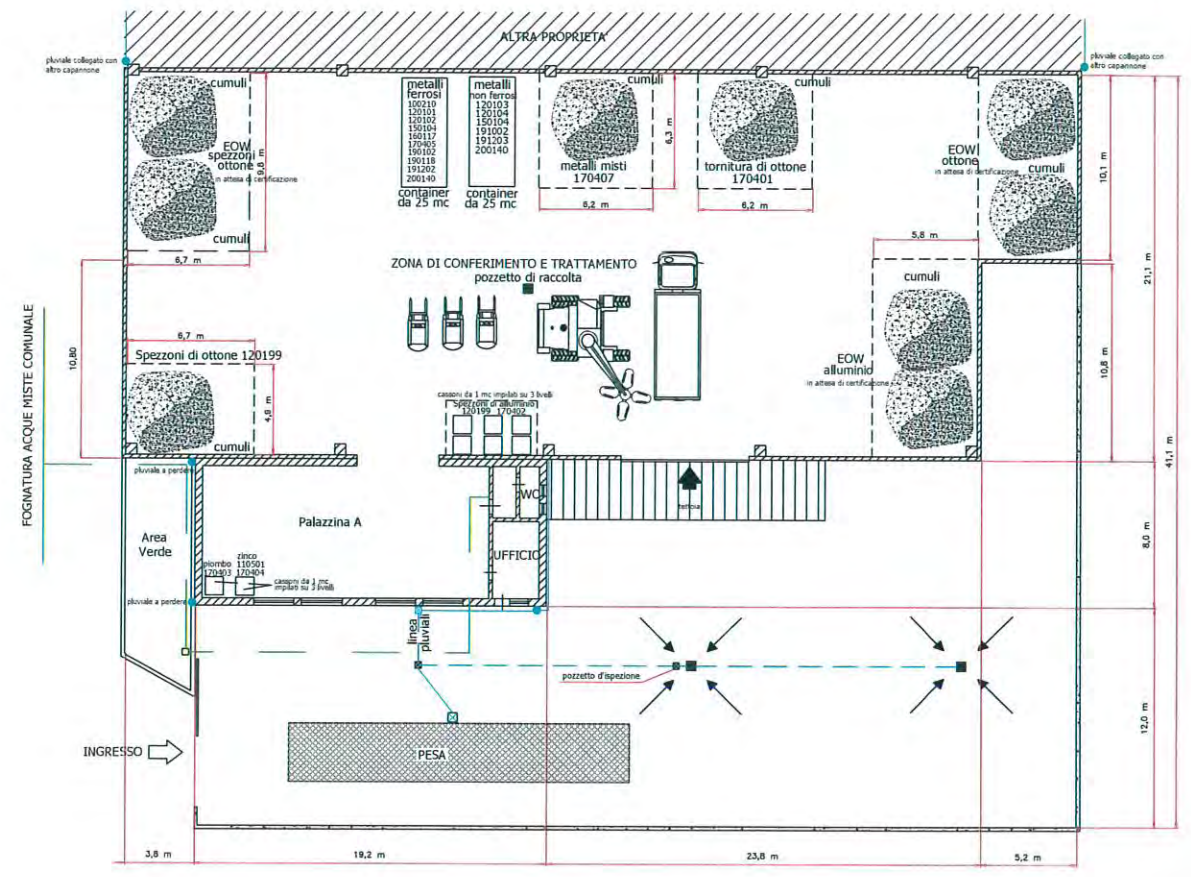 ALTRA PROPRIETA'
pluviale collegato con
altro capannone
pluviale collegato con
altro capannone
cumuli
EOW
spezzoni
ottone
in attesa di certificazione
9,8 m
cumuli
6,7 m
metalli
ferrosi
100210
120101
120102
150104
160117
170405
190102
190118
191202
200140
container
da 25 mc
metalli
non ferrosi
120103
120104
150104
191002
191203
200140
container
da 25 mc
cumuli
metalli misti
170407
6,3 m
6,2 m
cumuli
tornitura di ottone
170401
6,2 m
cumuli
EOW
ottone
in attesa di certificazione
cumuli
10,1 m
5,8 m
cumuli
EOW
alluminio
in attesa di certificazione
10,8 m
21,1 m
41,1 m
ZONA DI CONFERIMENTO E TRATTAMENTO
pozzetto di raccolta
FOGNATURA ACQUE MISTE COMUNALE
10,80
6,7 m
Spezzoni di ottone 120199
4,9 m
cumuli
cassoni da 1 mc impilati su 3 livelli
Spezzoni di alluminio
120199 170402
pluviale a perdere
Area
Verde
pluviale a perdere
Palazzina A
WC
UFFICIO
tettoia
piombo
170403
zinco
110501
170404
cassoni da 1 mc
impilati su 3 livelli
8,0 m
linea
pluviali
pozzetto d'ispezione
INGRESSO
PESA
12,0 m
3,8 m
19,2 m
23,8 m
5,2 m